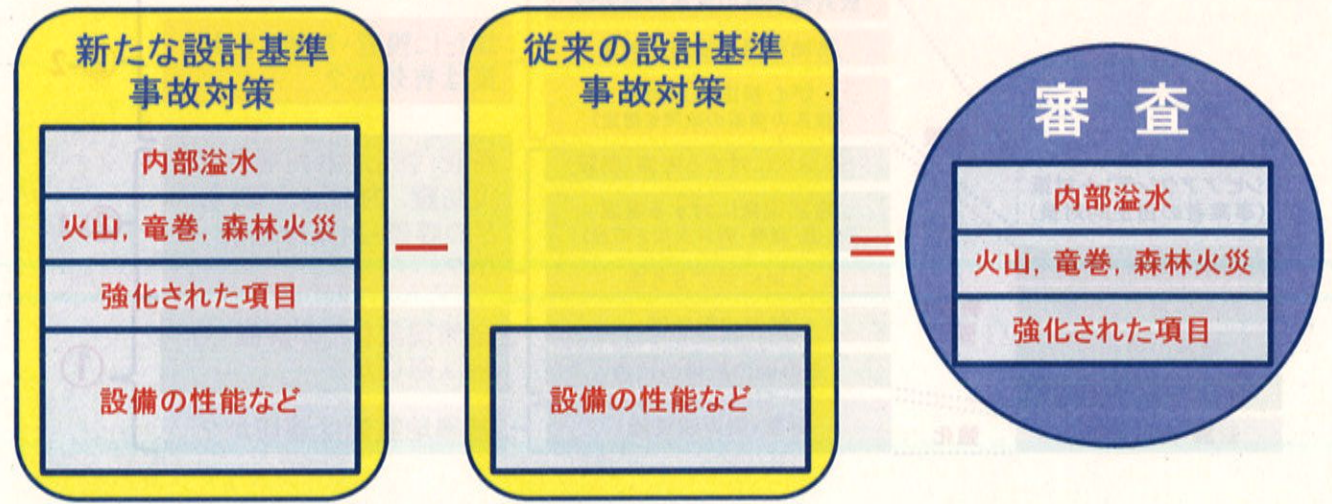 新たな設計基準
事故対策
内部溢水
火山, 竜巻, 森林火災
強化された項目
設備の性能など
−
従来の設計基準
事故対策
設備の性能など
=
審 査
内部溢水
火山, 竜巻, 森林火災
強化された項目